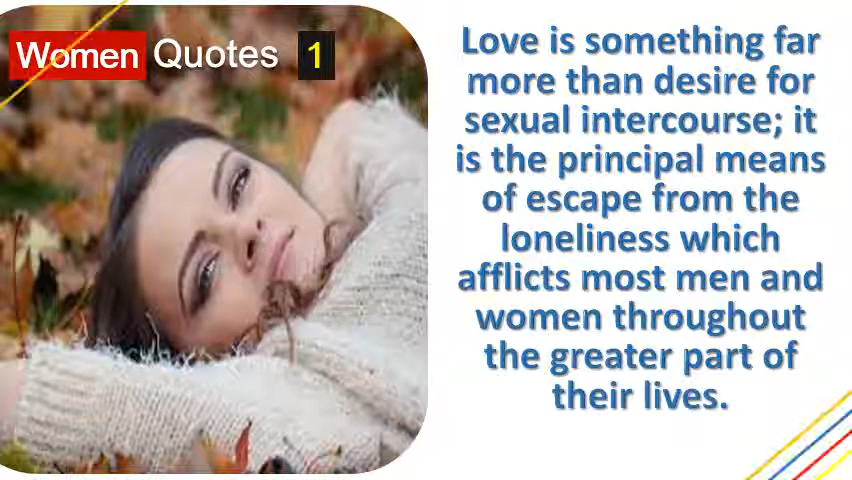 Women Quotes 1
Love is something far
more than desire for
sexual intercourse; it
is the principal means
of escape from the
loneliness which
afflicts most men and
women throughout
the greater part of
their lives.